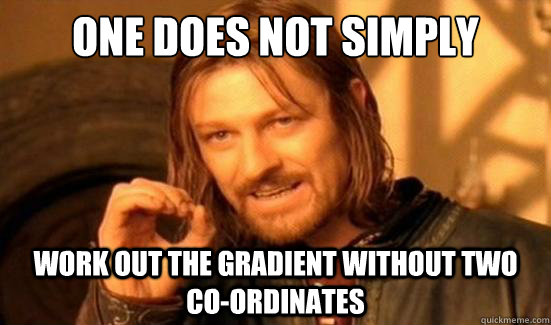 ONE DOES NOT SIMPLY
WORK OUT THE GRADIENT WITHOUT TWO
CO-ORDINATES
quickmeme.com